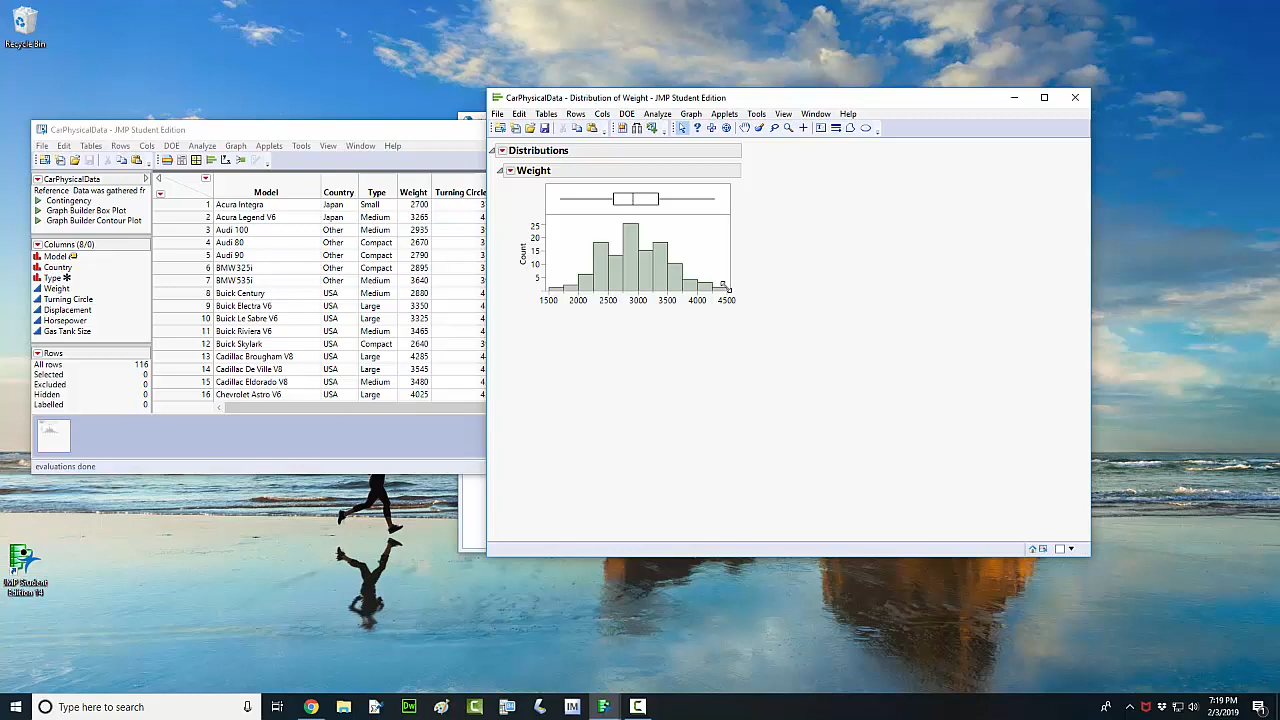 Recycle Bin
CarPhysicalData - Distribution of Weight - JMP Student Edition
File Edit Tables Rows Cols DOE Analyze Graph Applets Tools View Window Help
Distributions
Weight
Count
25
20
15
10
5
1500 2000 2500 3000 3500 4000 4500
CarPhysicalData - JMP Student Edition
File Edit Tables Rows Cols DOE Analyze Graph Applets Tools View Window Help
CarPhysicalData
Reference Data was gathered fr
Contingency
Graph Builder Box Plot
Graph Builder Contour Plot
Columns (8/0)
Model
Country
Type
Weight
Turning Circle
Displacement
Horsepower
Gas Tank Size
Rows
All rows 116
Selected 0
Excluded 0
Hidden 0
Labelled 0
Model Country Type Weight Turning Circle
1 Acura Integra Japan Small 2700
2 Acura Legend V6 Japan Medium 3265
3 Audi 100 Other Medium 2935
4 Audi 80 Other Compact 2670
5 Audi 90 Other Compact 2790
6 BMW 325i Other Compact 2895
7 BMW 535i Other Medium 3640
8 Buick Century USA Medium 2880
9 Buick Electra V6 USA Large 3350
10 Buick Le Sabre V6 USA Large 3325
11 Buick Riviera V6 USA Medium 3465
12 Buick Skylark USA Compact 2640
13 Cadillac Brougham V8 USA Large 4285
14 Cadillac De Ville V8 USA Large 3545
15 Cadillac Eldorado V8 USA Medium 3480
16 Chevrolet Astro V6 USA Large 4025
evaluations done
JMP Student
Edition 14
Type here to search
Dw
IM
7:19 PM
2/3/2019